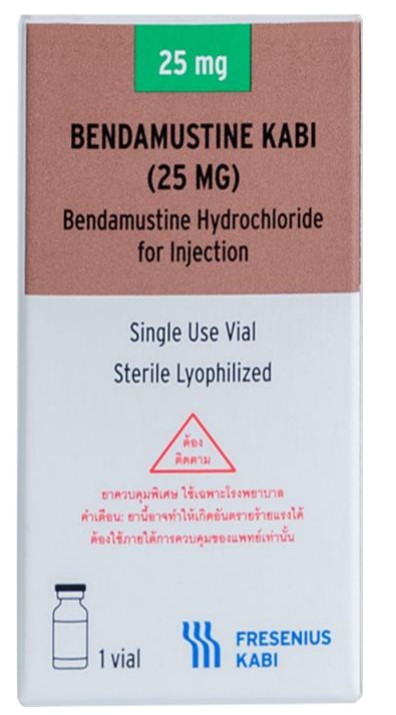 25 mg
BENDAMUSTINE KABI
(25 MG)
Bendamustine Hydrochloride
for Injection
Single Use Vial
Sterile Lyophilized
ต้อง
ติดตาม
ยาควบคุมพิเศษ ใช้เฉพาะโรงพยาบาล
คำเตือน: ยานี้อาจทำให้เกิดอันตรายร้ายแรงได้
ต้องใช้ภายใต้การควบคุมของแพทย์เท่านั้น
1 vial
FRESENIUS
KABI